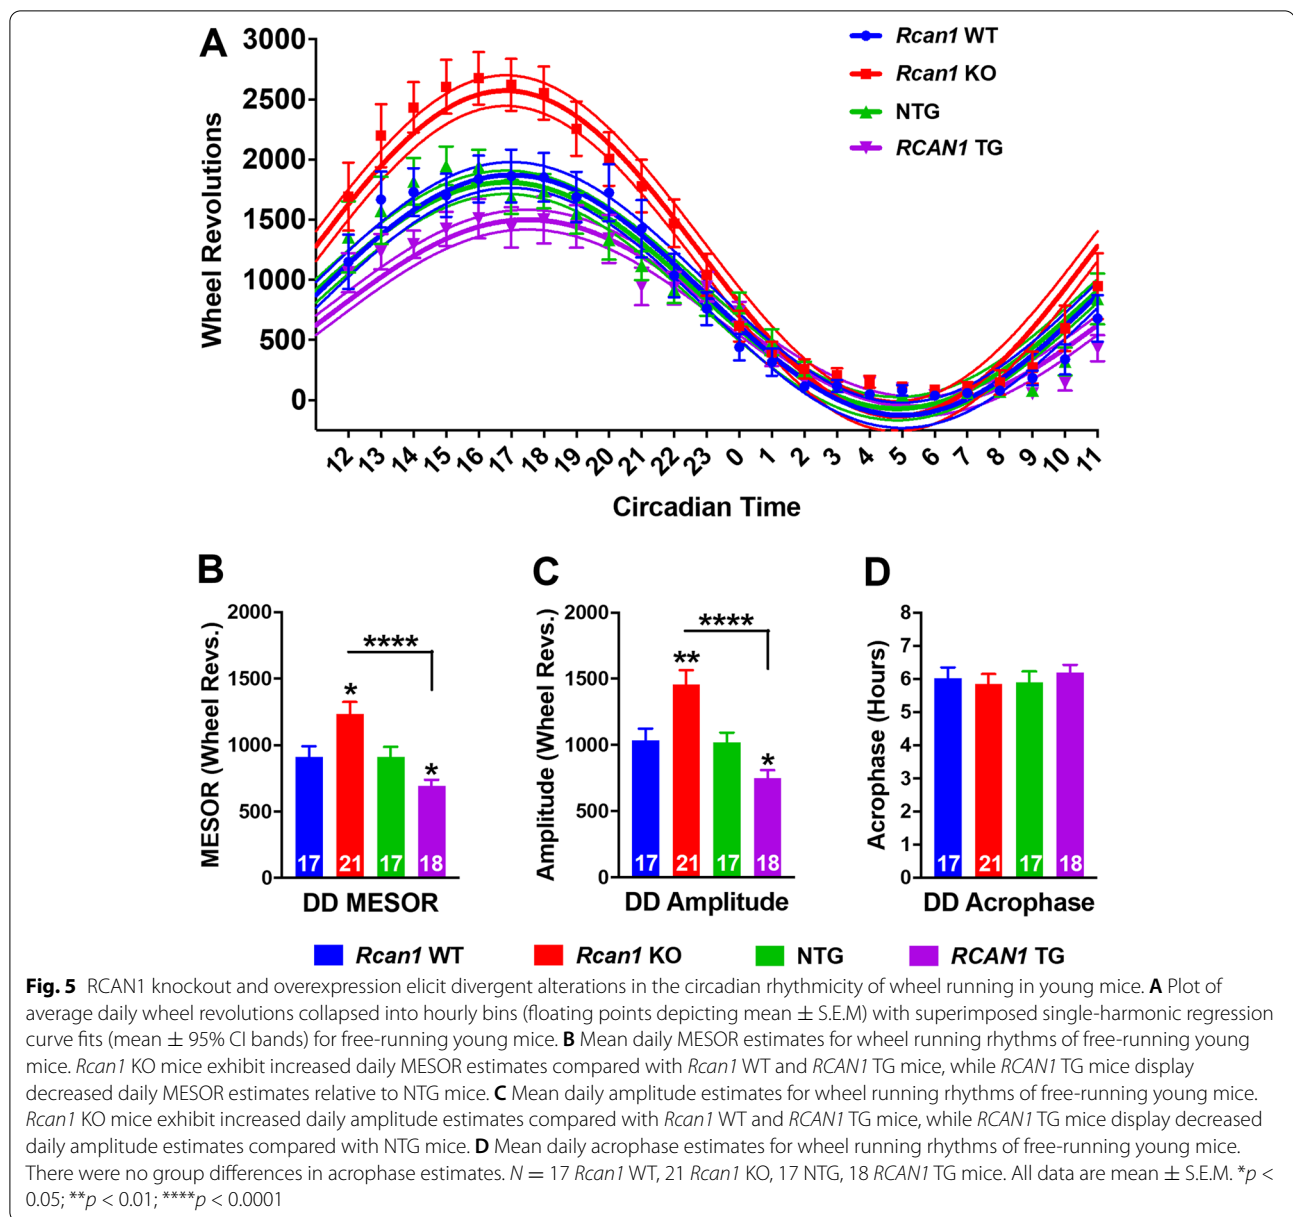 A
3000
2500
2000
1500
1000
500
0
Wheel Revolutions
Rcan1 WT
Rcan1 KO
NTG
RCAN1 TG
12 13 14 15 16 17 18 19 20 21 22 23 0 1 2 3 4 5 6 7 8 9 10 11
Circadian Time
B
2000
1500
1000
500
0
MESOR (Wheel Revs.)
****
*
*
17 21 17 18
DD MESOR
C
2000
1500
1000
500
0
Amplitude (Wheel Revs.)
****
**
*
17 21 17 18
DD Amplitude
D
8
7
6
5
4
3
2
1
0
Acrophase (Hours)
17 21 17 18
DD Acrophase
Rcan1 WT Rcan1 KO NTG RCAN1 TG
Fig. 5 RCAN1 knockout and overexpression elicit divergent alterations in the circadian rhythmicity of wheel running in young mice. A Plot of
average daily wheel revolutions collapsed into hourly bins (floating points depicting mean ± S.E.M) with superimposed single-harmonic regression
curve fits (mean ± 95% CI bands) for free-running young mice. B Mean daily MESOR estimates for wheel running rhythms of free-running young
mice. Rcan1 KO mice exhibit increased daily MESOR estimates compared with Rcan1 WT and RCAN1 TG mice, while RCAN1 TG mice display
decreased daily MESOR estimates relative to NTG mice. C Mean daily amplitude estimates for wheel running rhythms of free-running young mice.
Rcan1 KO mice exhibit increased daily amplitude estimates compared with Rcan1 WT and RCAN1 TG mice, while RCAN1 TG mice display decreased
daily amplitude estimates compared with NTG mice. D Mean daily acrophase estimates for wheel running rhythms of free-running young mice.
There were no group differences in acrophase estimates. N = 17 Rcan1 WT, 21 Rcan1 KO, 17 NTG, 18 RCAN1 TG mice. All data are mean ± S.E.M. *p <
0.05; **p < 0.01; ****p < 0.0001